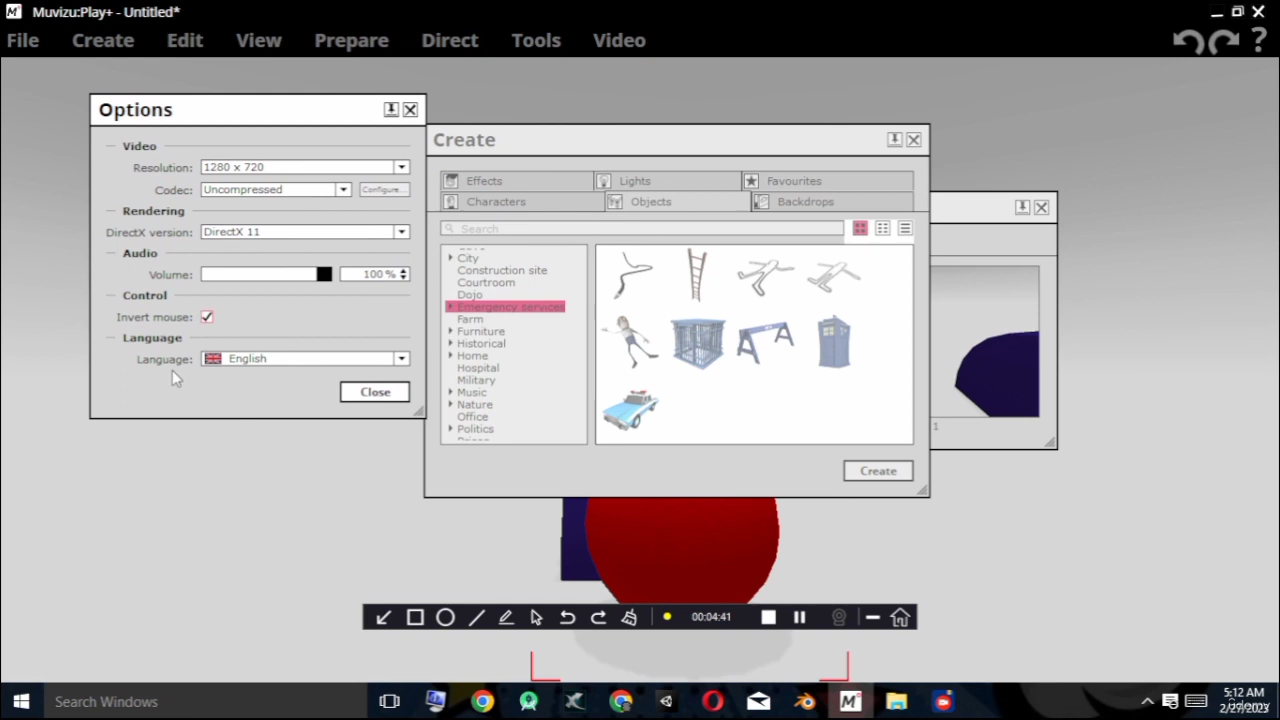 Muvizu:Play+ - Untitled*
File Create Edit View Prepare Direct Tools Video ?
Options
Video
Resolution: 1280 x 720
Codec: Uncompressed Configure...
Rendering
DirectX version: DirectX 11
Audio
Volume: 100 %
Control
Invert mouse:
Language
Language: English
Close
Create
Effects Lights Favourites
Characters Objects Backdrops
Search
City
Construction site
Courtroom
Dojo
Emergency services
Farm
Furniture
Historical
Home
Hospital
Military
Music
Nature
Office
Politics
Create
1
00:04:41
Search Windows
5:12 AM
2/27/2023